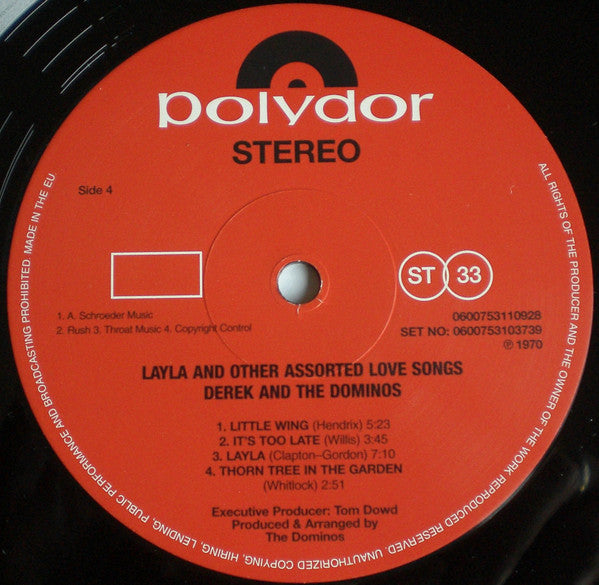 polydor
STEREO
Side 4
ST 33
1. A. Schroeder Music
2. Rush 3. Throat Music 4. Copyright Control
0600753110928
SET NO: 0600753103739
℗ 1970
LAYLA AND OTHER ASSORTED LOVE SONGS
DEREK AND THE DOMINOS
1. LITTLE WING (Hendrix) 5:23
2. IT'S TOO LATE (Willis) 3:45
3. LAYLA (Clapton–Gordon) 7:10
4. THORN TREE IN THE GARDEN
(Whitlock) 2:51
Executive Producer: Tom Dowd
Produced & Arranged by
The Dominos
ALL RIGHTS OF THE PRODUCER AND THE OWNER OF THE WORK REPRODUCED RESERVED. UNAUTHORIZED COPYING, HIRING, LENDING, PUBLIC PERFORMANCE AND BROADCASTING PROHIBITED MADE IN THE EU.